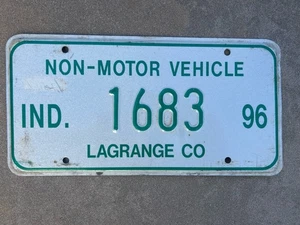 NON-MOTOR VEHICLE
IND. 1683 96
LAGRANGE CO